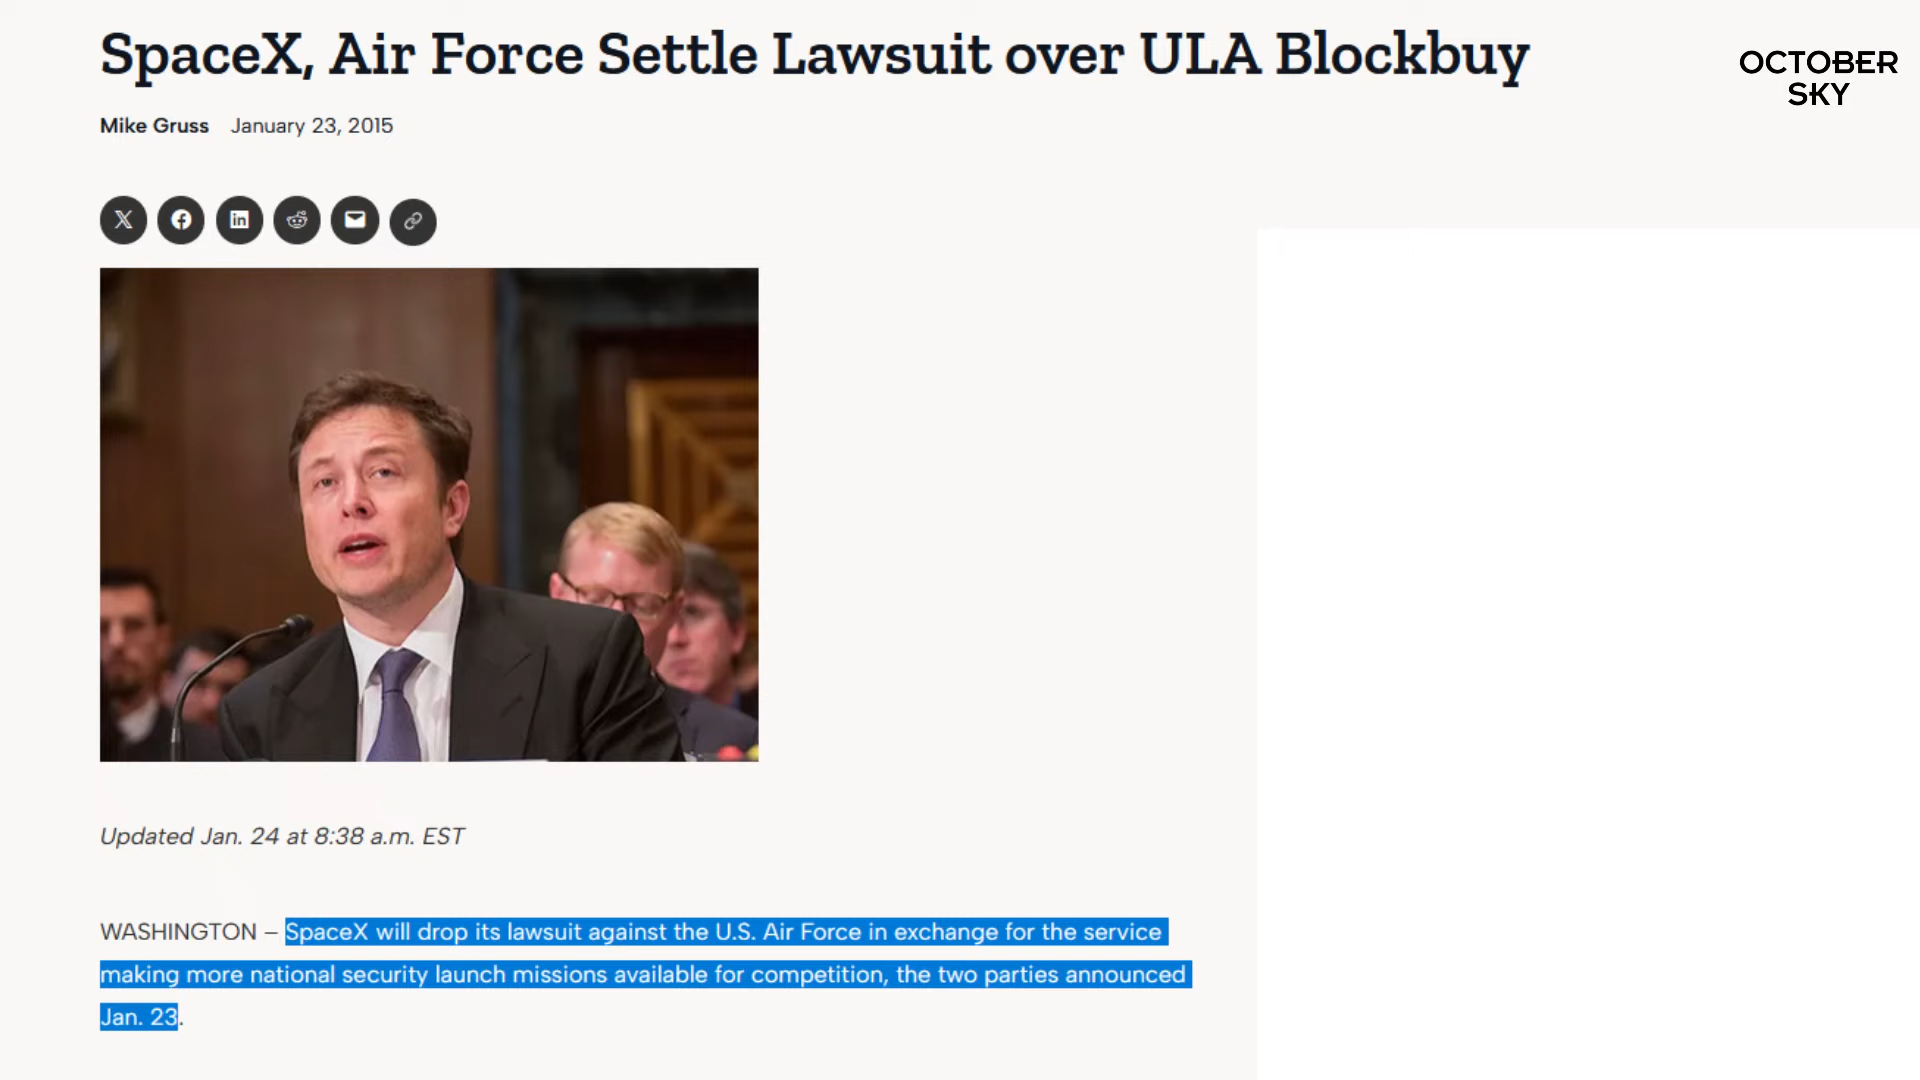 SpaceX, Air Force Settle Lawsuit over ULA Blockbuy
OCTOBER
SKY
Mike Gruss January 23, 2015
Updated Jan. 24 at 8:38 a.m. EST
WASHINGTON – SpaceX will drop its lawsuit against the U.S. Air Force in exchange for the service
making more national security launch missions available for competition, the two parties announced
Jan. 23.